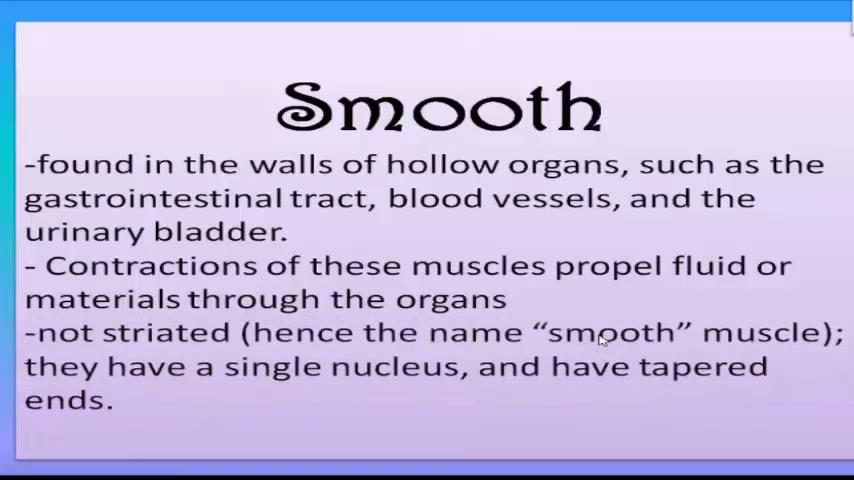 Smooth
-found in the walls of hollow organs, such as the
gastrointestinal tract, blood vessels, and the
urinary bladder.
- Contractions of these muscles propel fluid or
materials through the organs
-not striated (hence the name “smooth” muscle);
they have a single nucleus, and have tapered
ends.